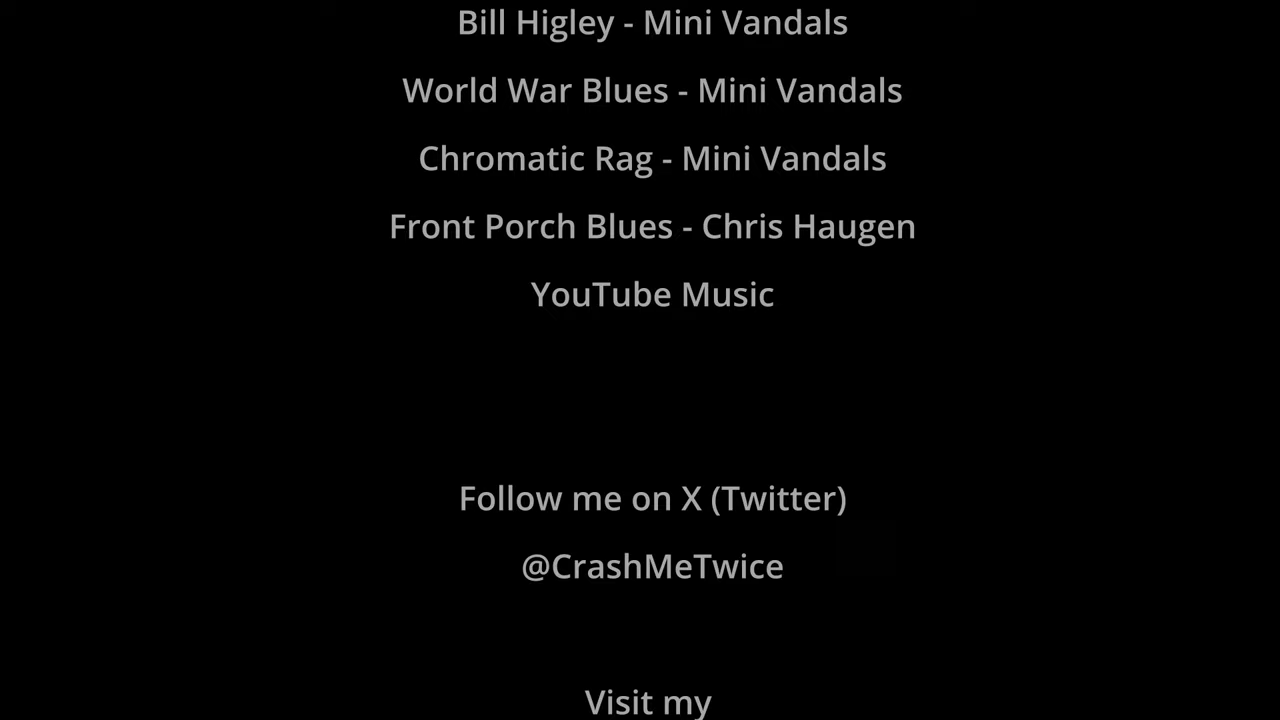 Bill Higley - Mini Vandals
World War Blues - Mini Vandals
Chromatic Rag - Mini Vandals
Front Porch Blues - Chris Haugen
YouTube Music
Follow me on X (Twitter)
@CrashMeTwice
Visit my